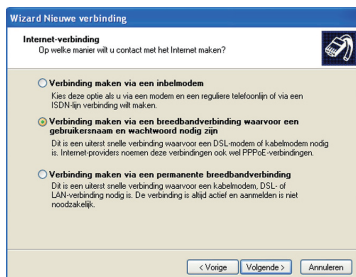 Wizard Nieuwe verbinding
Internet-verbinding
Op welke manier wilt u contact met het Internet maken?
Verbinding maken via een inbelmodem
Kies deze optie als u via een modem en een reguliere telefoonlijn of via een
ISDN-lijn verbinding wilt maken.
Verbinding maken via een breedbandverbinding waarvoor een
gebruikersnaam en wachtwoord nodig zijn
Dit is een uiterst snelle verbinding waarvoor een DSL-modem of kabelmodem nodig
is. Internet-providers noemen deze verbindingen ook wel PPPoE-verbindingen.
Verbinding maken via een permanente breedbandverbinding
Dit is een uiterst snelle verbinding waarvoor een kabelmodem, DSL- of
LAN-verbinding nodig is. De verbinding is altijd actief en aanmelden is niet
noodzakelijk.
< Vorige Volgende > Annuleren